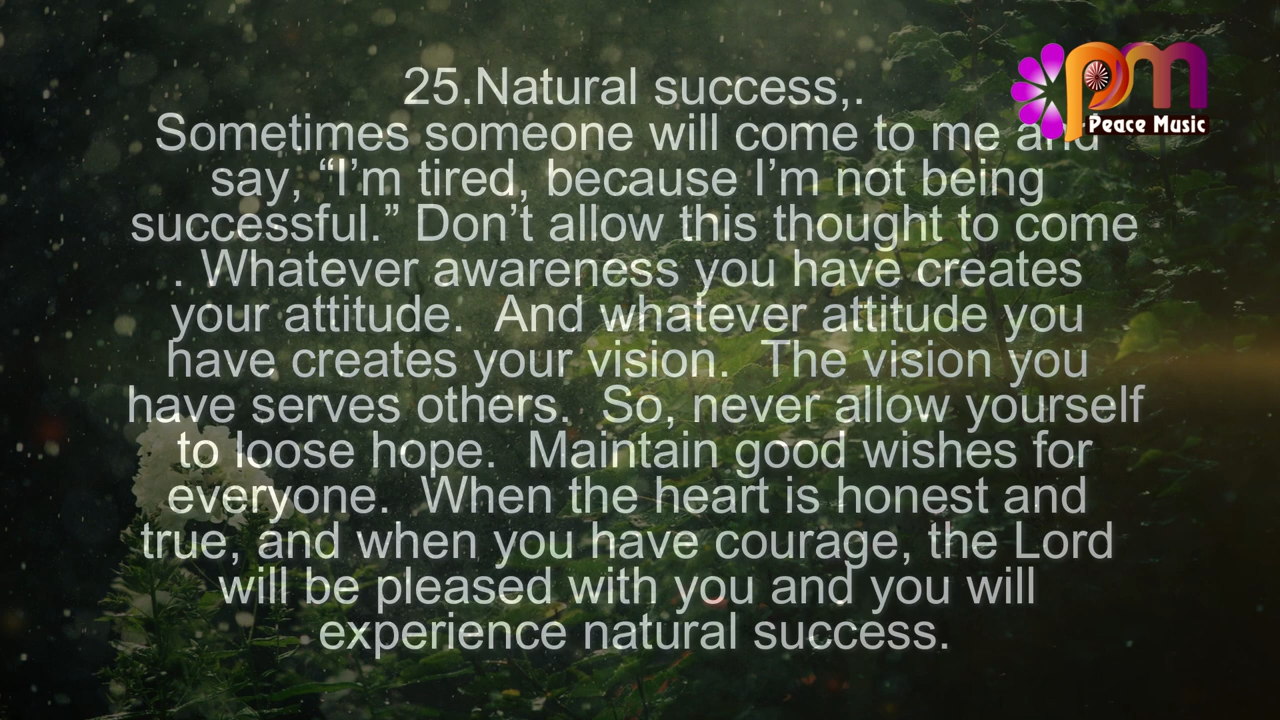 25.Natural success,.
Sometimes someone will come to me and
say, “I’m tired, because I’m not being
successful.”  Don’t allow this thought to come
. Whatever awareness you have creates
your attitude.  And whatever attitude you
have creates your vision.  The vision you
have serves others.  So, never allow yourself
to loose hope.  Maintain good wishes for
everyone.  When the heart is honest and
true, and when you have courage, the Lord
will be pleased with you and you will
experience natural success.
pm
Peace Music